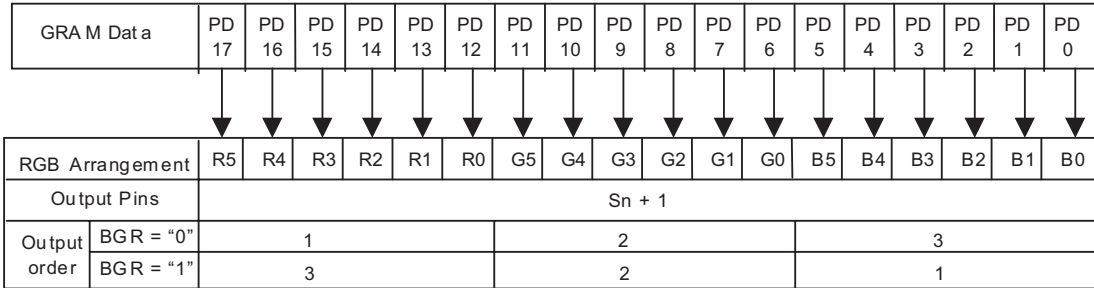 GRAM Data PD 17 PD 16 PD 15 PD 14 PD 13 PD 12 PD 11 PD 10 PD 9 PD 8 PD 7 PD 6 PD 5 PD 4 PD 3 PD 2 PD 1 PD 0
RGB Arrangement R5 R4 R3 R2 R1 R0 G5 G4 G3 G2 G1 G0 B5 B4 B3 B2 B1 B0
Output Pins Sn + 1
Output order BGR = “0” 1 2 3
BGR = “1” 3 2 1